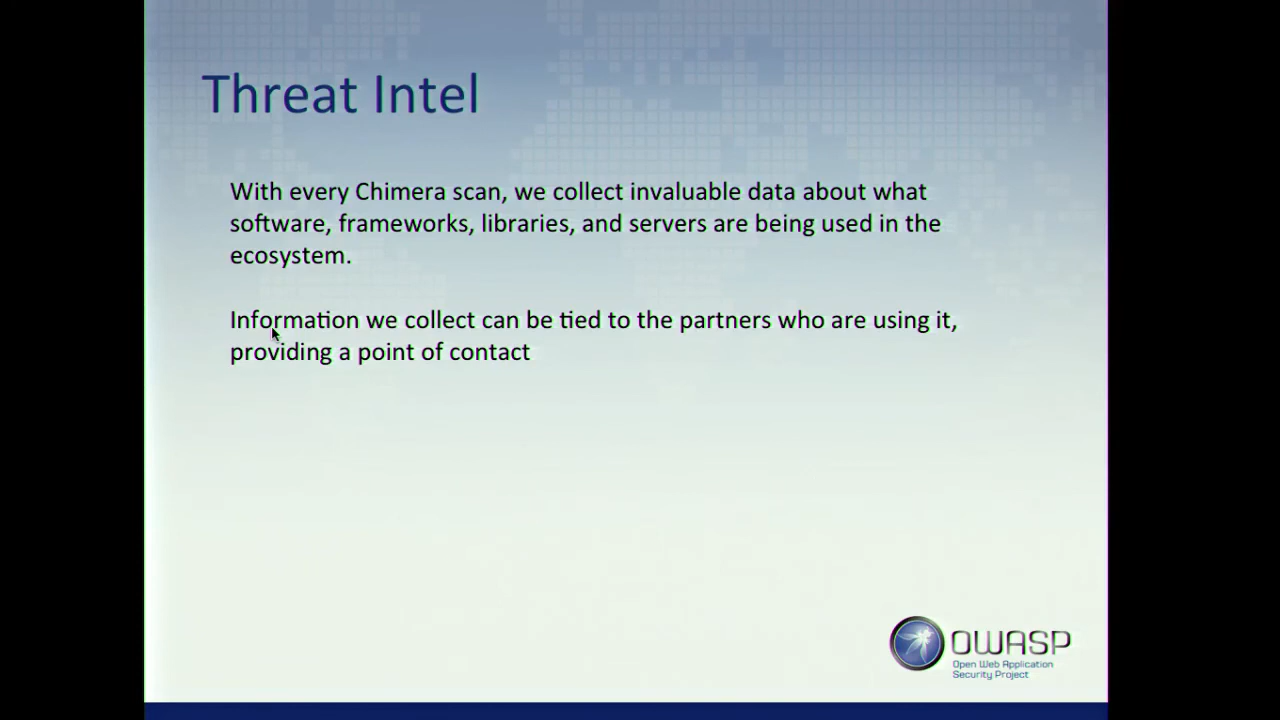 Threat Intel
With every Chimera scan, we collect invaluable data about what
software, frameworks, libraries, and servers are being used in the
ecosystem.
Information we collect can be tied to the partners who are using it,
providing a point of contact
OWASP
Open Web Application
Security Project